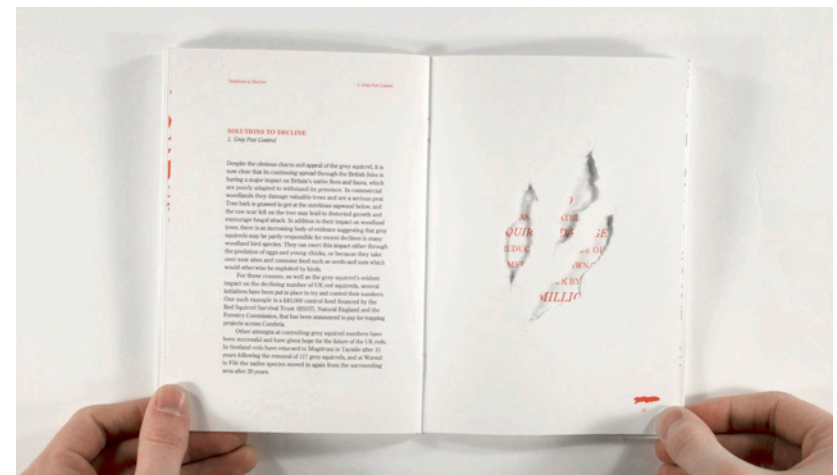 Solutions to Decline
1. Grey Pest Control
SOLUTIONS TO DECLINE
1. Grey Pest Control
Despite the obvious charm and appeal of the grey squirrel, it is
now clear that its continuing spread through the British Isles is
having a major impact on Britain's native flora and fauna, which
are poorly adapted to withstand its presence. In commercial
woodlands they damage valuable trees and are a serious pest.
Tree bark is gnawed to get at the nutritious sapwood below, and
the raw scar left on the tree may lead to distorted growth and
encourage fungal attack. In addition to their impact on woodland
trees, there is an increasing body of evidence suggesting that grey
squirrels may be partly responsible for recent declines in many
woodland bird species. They can exert this impact either through
the predation of eggs and young chicks, or because they take
over nest sites and consume food such as seeds and nuts which
would otherwise be exploited by birds.
For these reasons, as well as the grey squirrel's evident
impact on the declining number of UK red squirrels, several
initiatives have been put in place to try and control their numbers.
One such example is a £40,000 control fund financed by the
Red Squirrel Survival Trust (RSST), Natural England and the
Forestry Commission, that has been announced to pay for trapping
projects across Cumbria.
Other attempts at controlling grey squirrel numbers have
been successful and have given hope for the future of the UK reds.
In Scotland reds have returned to Magdrum in Tayside after 15
years following the removal of 117 grey squirrels, and at Wormit
in Fife the native species moved in again from the surrounding
area after 20 years.
QUIR
GE
EDUC
OF
OWN
K BY
MILLIC